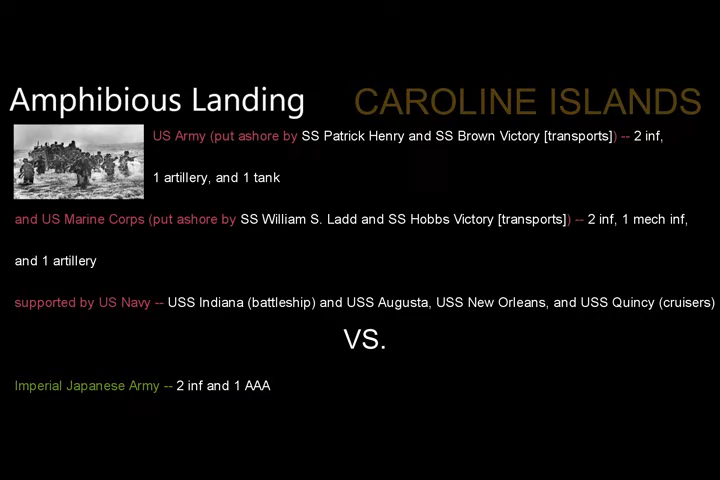 Amphibious Landing CAROLINE ISLANDS
US Army (put ashore by SS Patrick Henry and SS Brown Victory [transports]) -- 2 inf,
1 artillery, and 1 tank
and US Marine Corps (put ashore by SS William S. Ladd and SS Hobbs Victory [transports]) -- 2 inf, 1 mech inf,
and 1 artillery
supported by US Navy -- USS Indiana (battleship) and USS Augusta, USS New Orleans, and USS Quincy (cruisers)
VS.
Imperial Japanese Army -- 2 inf and 1 AAA